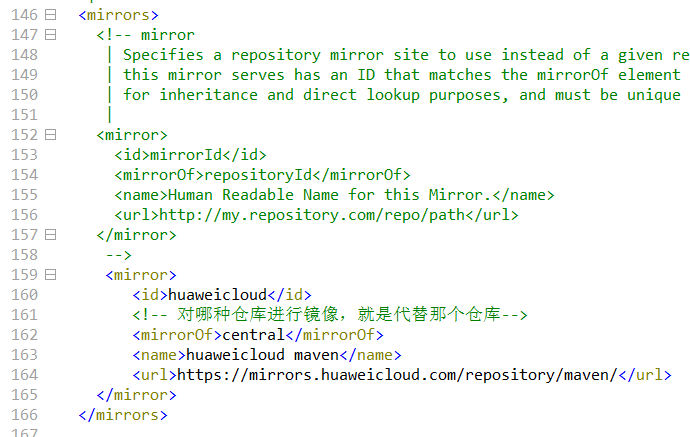 146 <mirrors>
147 <!-- mirror
148 | Specifies a repository mirror site to use instead of a given re
149 | this mirror serves has an ID that matches the mirrorOf element
150 | for inheritance and direct lookup purposes, and must be unique
151 |
152 <mirror>
153 <id>mirrorId</id>
154 <mirrorOf>repositoryId</mirrorOf>
155 <name>Human Readable Name for this Mirror.</name>
156 <url>http://my.repository.com/repo/path</url>
157 </mirror>
158 -->
159 <mirror>
160 <id>huaweicloud</id>
161 <!-- 对哪种仓库进行镜像，就是代替那个仓库-->
162 <mirrorOf>central</mirrorOf>
163 <name>huaweicloud maven</name>
164 <url>https://mirrors.huaweicloud.com/repository/maven/</url>
165 </mirror>
166 </mirrors>
167